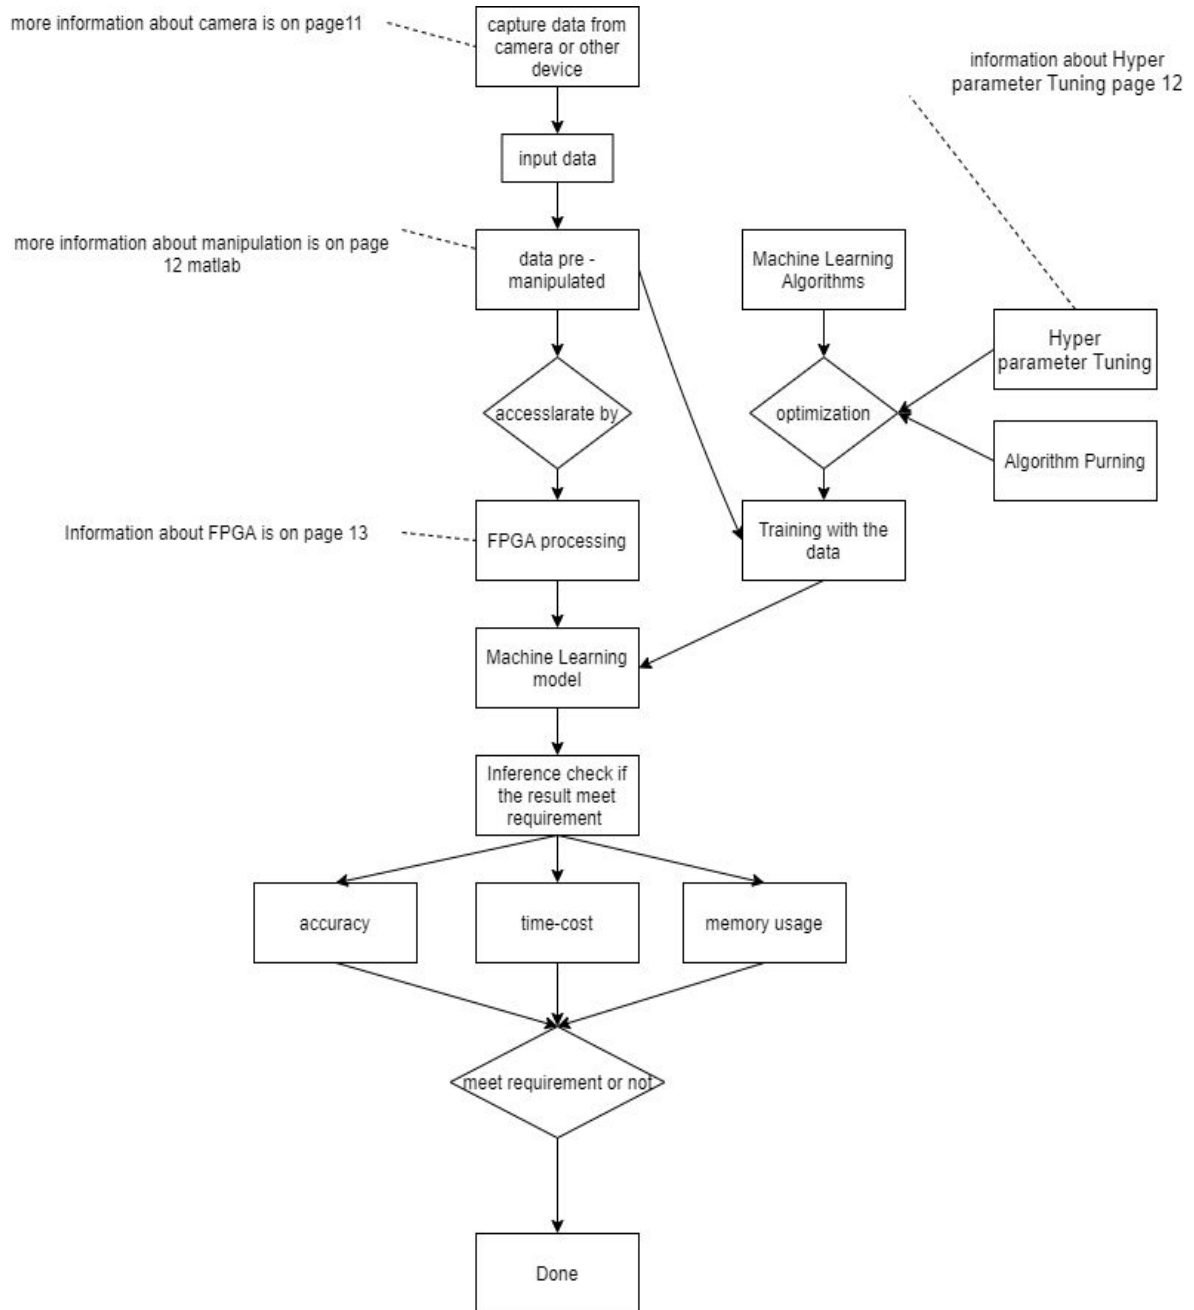 more information about camera is on page11
capture data from
camera or other
device
information about Hyper
parameter Tuning page 12
input data
more information about manipulation is on page
12 matlab
data pre -
manipulated
Machine Learning
Algorithms
Hyper
parameter Tuning
accesslarate by
optimization
Algorithm Purning
Information about FPGA is on page 13
FPGA processing
Training with the
data
Machine Learning
model
Inference check if
the result meet
requirement
accuracy
time-cost
memory usage
meet requirement or not
Done